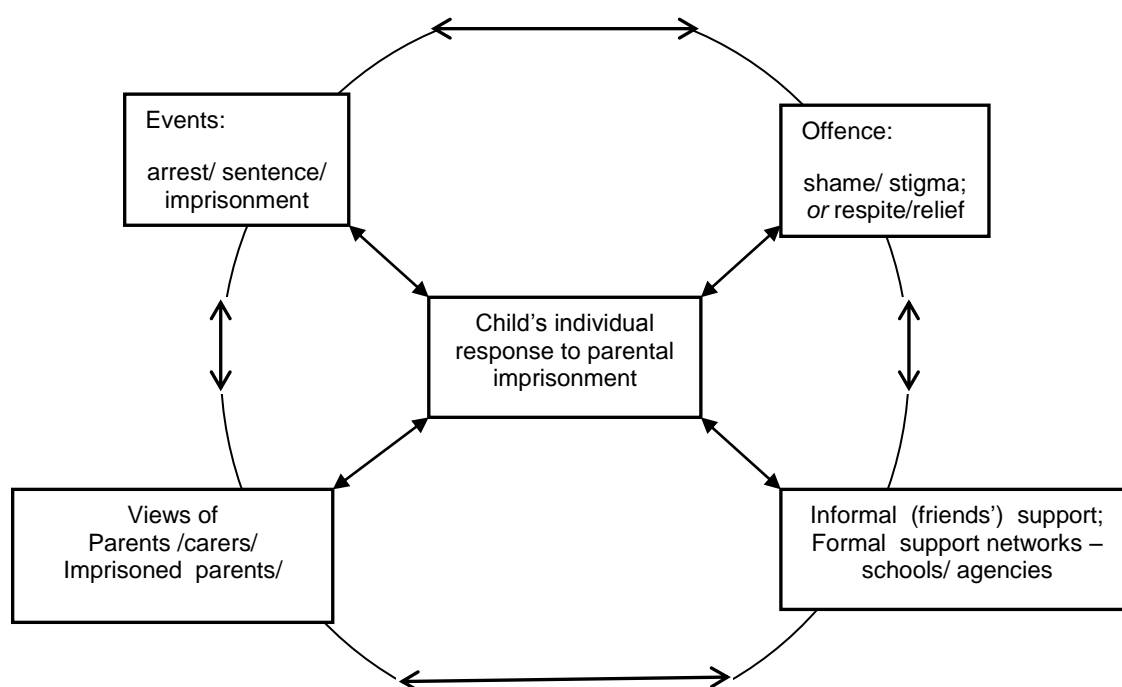 Events:
arrest/ sentence/
imprisonment
Offence:
shame/ stigma;
or respite/relief
Child’s individual
response to parental
imprisonment
Views of
Parents /carers/
Imprisoned parents/
Informal (friends’) support;
Formal support networks –
schools/ agencies